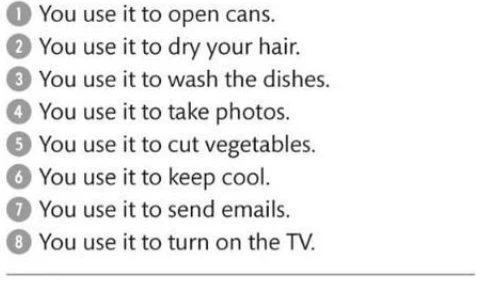 1 You use it to open cans.
2 You use it to dry your hair.
3 You use it to wash the dishes.
4 You use it to take photos.
5 You use it to cut vegetables.
6 You use it to keep cool.
7 You use it to send emails.
8 You use it to turn on the TV.